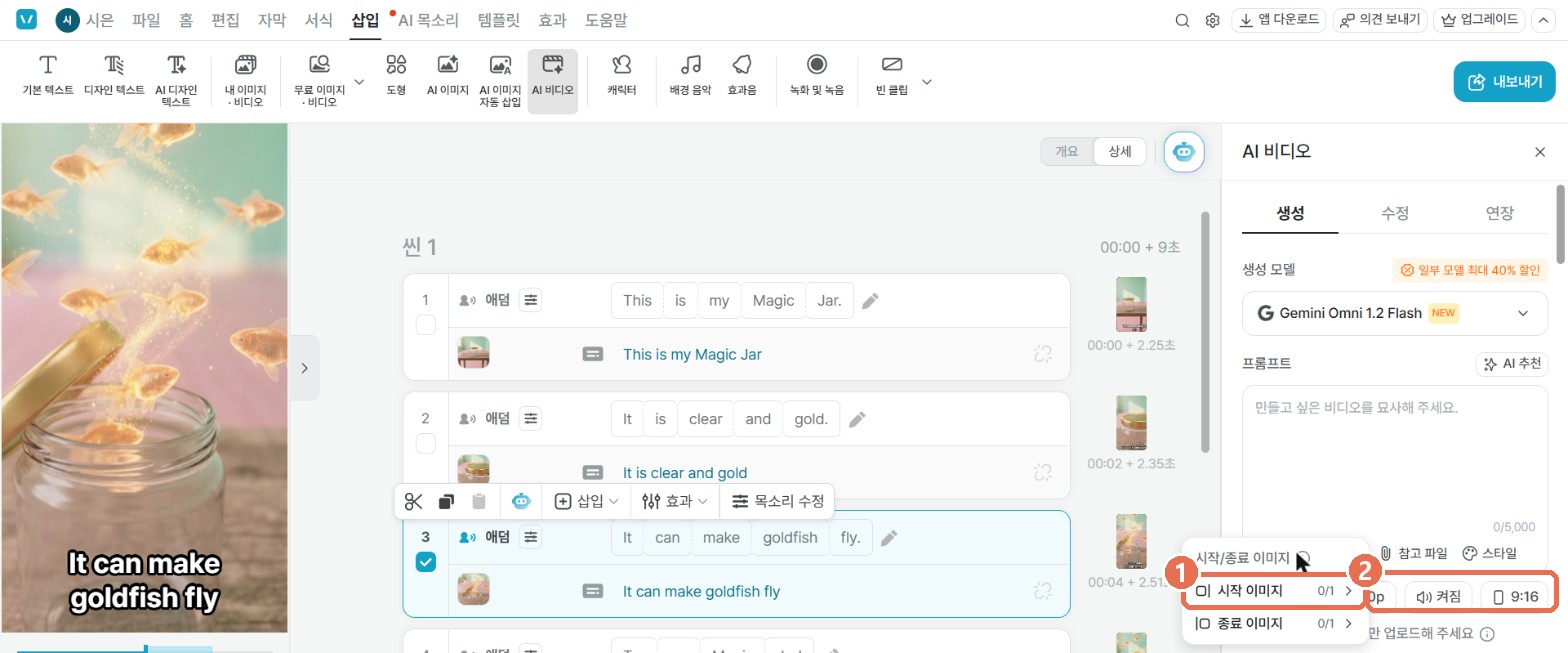 시 시은 파일 홈 편집 자막 서식 삽입 AI 목소리 템플릿 효과 도움말 앱 다운로드 의견 보내기 업그레이드
기본 텍스트 디자인 텍스트 AI 디자인 텍스트 내 이미지 · 비디오 무료 이미지 · 비디오 도형 AI 이미지 AI 이미지 자동 삽입 AI 비디오 캐릭터 배경 음악 효과음 녹화 및 녹음 빈 클립 내보내기
It can make
goldfish fly
개요 상세
씬 1 00:00 + 9초
1 애덤 This is my Magic Jar.
This is my Magic Jar
00:00 + 2.25초
2 애덤 It is clear and gold.
It is clear and gold
00:02 + 2.35초
삽입 효과 목소리 수정
3 애덤 It can make goldfish fly.
It can make goldfish fly
00:04 + 2.51
AI 비디오
생성 수정 연장
생성 모델 일부 모델 최대 40% 할인
G Gemini Omni 1.2 Flash NEW
프롬프트 AI 추천
만들고 싶은 비디오를 묘사해 주세요.
0/5,000
시작/종료 이미지 참고 파일 스타일
1 시작 이미지 0/1 2 0p 켜짐 9:16
종료 이미지 0/1 만 업로드해 주세요